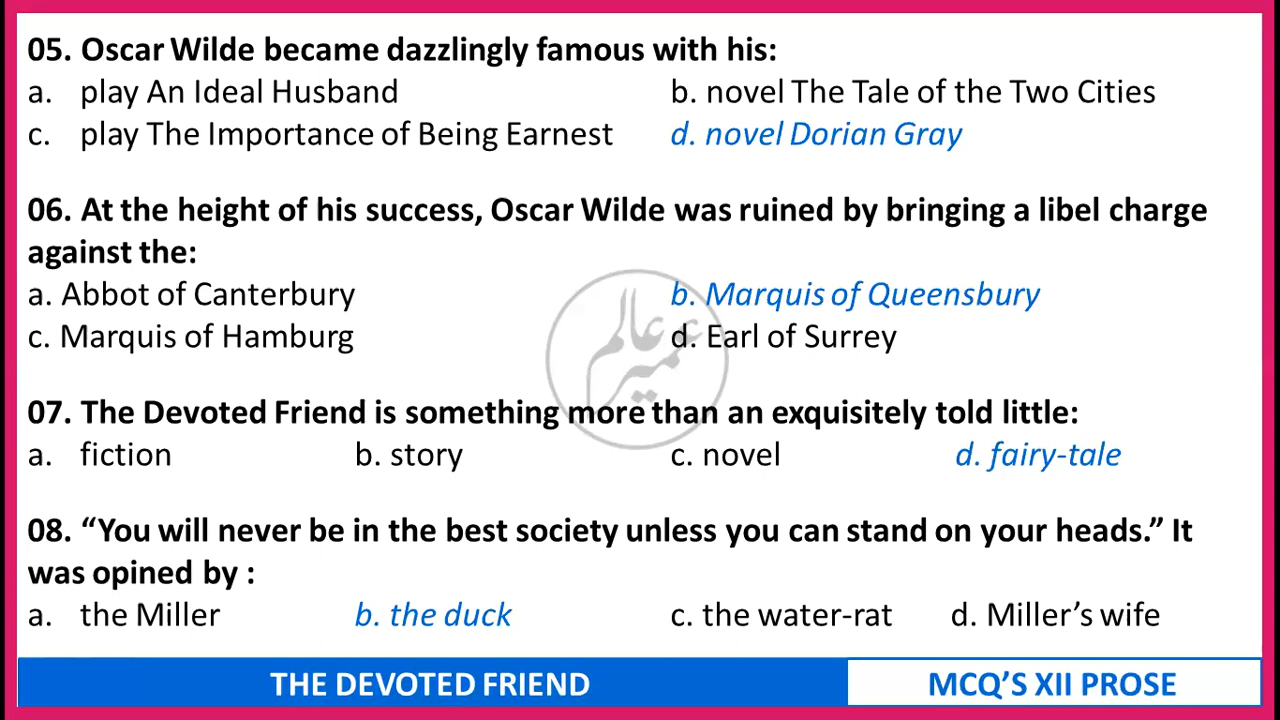 05. Oscar Wilde became dazzlingly famous with his:
a. play An Ideal Husband b. novel The Tale of the Two Cities
c. play The Importance of Being Earnest d. novel Dorian Gray
06. At the height of his success, Oscar Wilde was ruined by bringing a libel charge
against the:
a. Abbot of Canterbury b. Marquis of Queensbury
c. Marquis of Hamburg d. Earl of Surrey
عمیر عالم
07. The Devoted Friend is something more than an exquisitely told little:
a. fiction b. story c. novel d. fairy-tale
08. “You will never be in the best society unless you can stand on your heads.” It
was opined by :
a. the Miller b. the duck c. the water-rat d. Miller’s wife
THE DEVOTED FRIEND MCQ’S XII PROSE